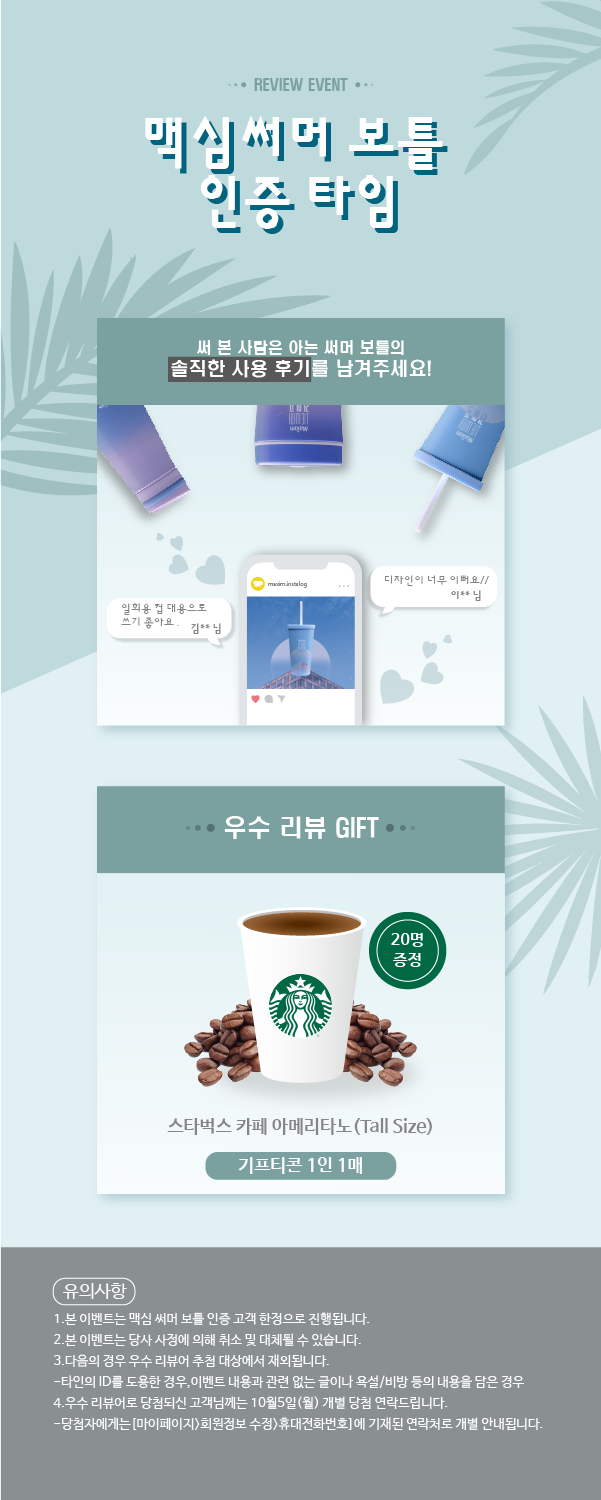 REVIEW EVENT
맥심써머 보틀
인증 타임
써 본 사람은 아는 써머 보틀의
솔직한 사용 후기를 남겨주세요!
Maxim
Maxim
maxim.instalog
디자인이 너무 이뻐요//
이** 님
일회용 컵 대용으로
쓰기 좋아요 .
김** 님
우수 리뷰 GIFT
20명
증정
스타벅스 카페 아메리타노(Tall Size)
기프티콘 1인 1매
유의사항
1.본 이벤트는 맥심 써머 보틀 인증 고객 한정으로 진행됩니다.
2.본 이벤트는 당사 사정에 의해 취소 및 대체될 수 있습니다.
3.다음의 경우 우수 리뷰어 추첨 대상에서 재외됩니다.
-타인의 ID를 도용한 경우,이벤트 내용과 관련 없는 글이나 욕설/비방 등의 내용을 담은 경우
4.우수 리뷰어로 당첨되신 고객님께는 10월5일(월) 개별 당첨 연락드립니다.
-당첨자에게는[마이페이지>회원정보 수정>휴대전화번호]에 기재된 연락처로 개별 안내됩니다.